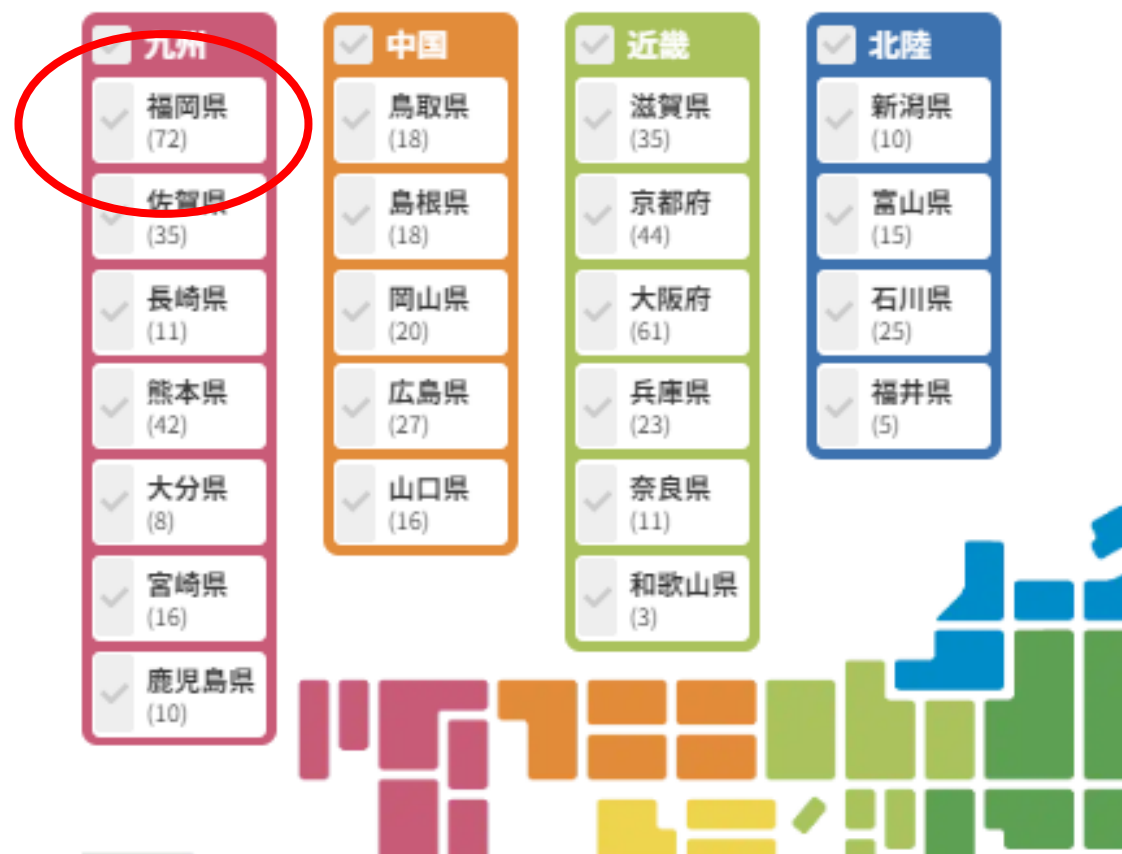 九州
福岡県
(72)
佐賀県
(35)
長崎県
(11)
熊本県
(42)
大分県
(8)
宮崎県
(16)
鹿児島県
(10)
中国
鳥取県
(18)
島根県
(18)
岡山県
(20)
広島県
(27)
山口県
(16)
近畿
滋賀県
(35)
京都府
(44)
大阪府
(61)
兵庫県
(23)
奈良県
(11)
和歌山県
(3)
北陸
新潟県
(10)
富山県
(15)
石川県
(25)
福井県
(5)